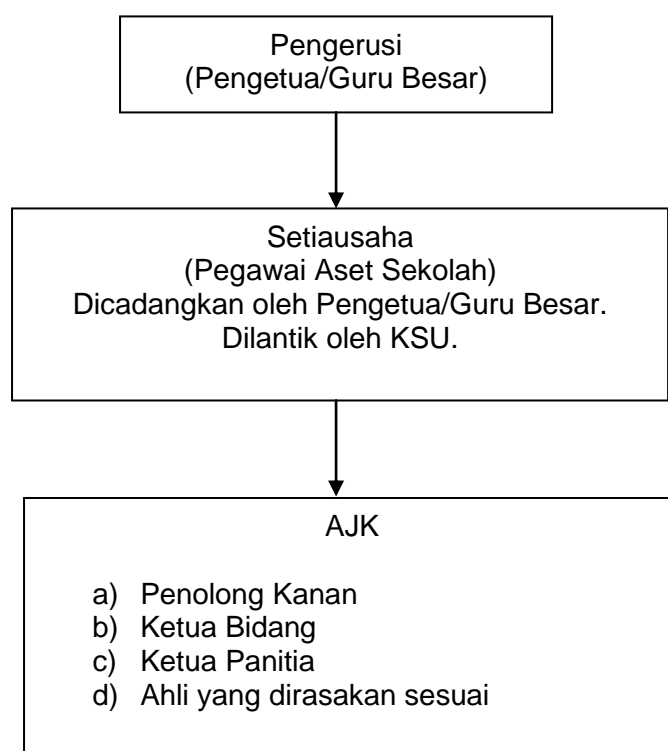 Pengerusi
(Pengetua/Guru Besar)
Setiausaha
(Pegawai Aset Sekolah)
Dicadangkan oleh Pengetua/Guru Besar.
Dilantik oleh KSU.
AJK
a) Penolong Kanan
b) Ketua Bidang
c) Ketua Panitia
d) Ahli yang dirasakan sesuai